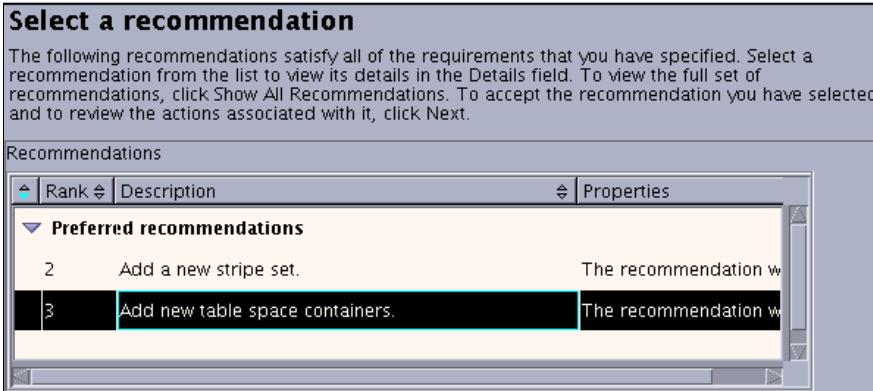 Select a recommendation
The following recommendations satisfy all of the requirements that you have specified. Select a
recommendation from the list to view its details in the Details field. To view the full set of
recommendations, click Show All Recommendations. To accept the recommendation you have selected
and to review the actions associated with it, click Next.
Recommendations
Rank Description Properties
Preferred recommendations
2 Add a new stripe set. The recommendation w
3 Add new table space containers. The recommendation w